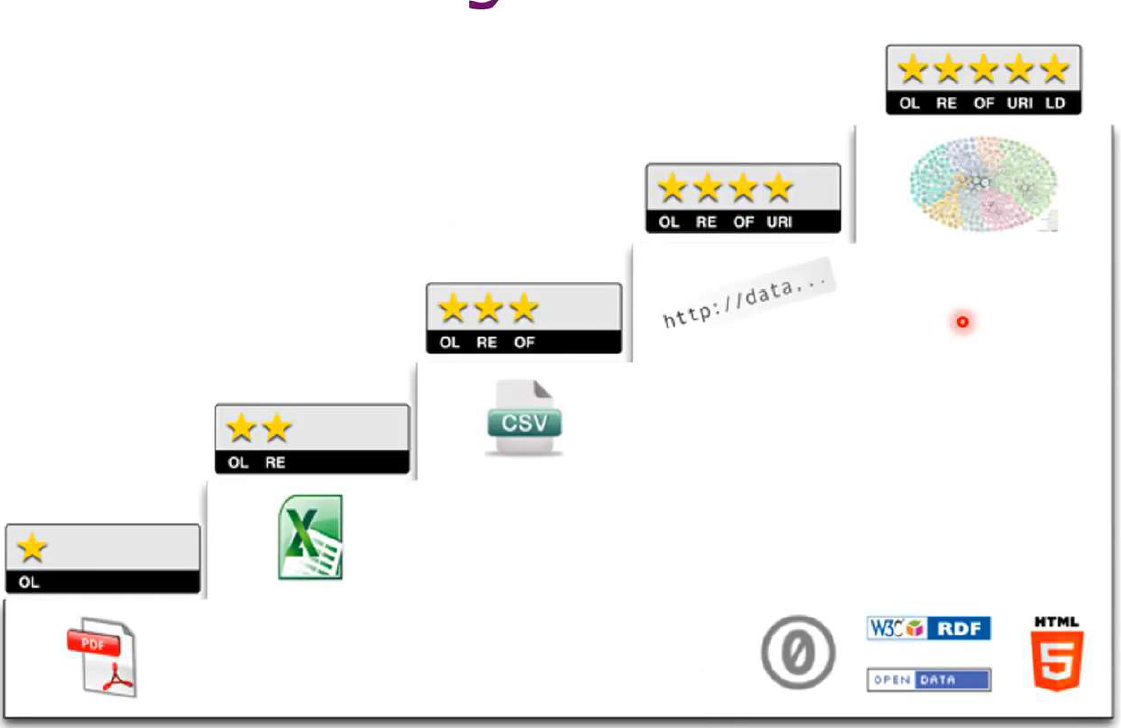 OL RE OF URI LD
OL RE OF URI
http://data...
OL RE OF
CSV
OL RE
X
OL
PDF
0
W3C RDF
OPEN DATA
HTML
5